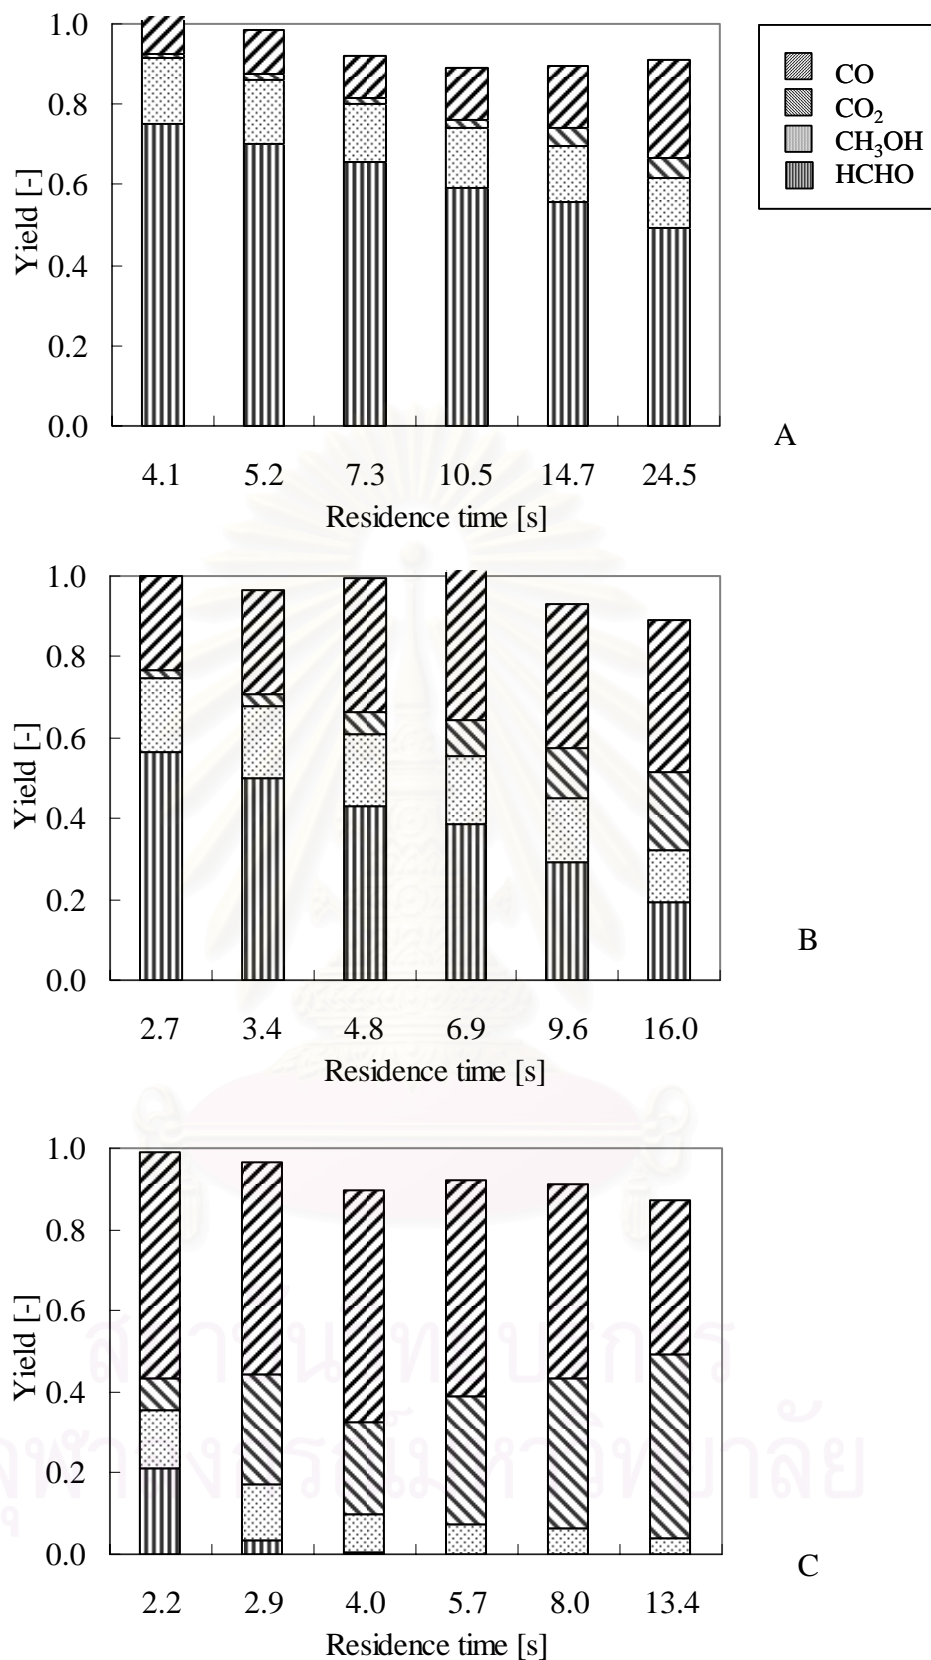 1.0
0.8
0.6
0.4
0.2
0.0
Yield [-]
4.1 5.2 7.3 10.5 14.7 24.5
Residence time [s]
CO
CO₂
CH₃OH
HCHO
A
1.0
0.8
0.6
0.4
0.2
0.0
Yield [-]
2.7 3.4 4.8 6.9 9.6 16.0
Residence time [s]
B
1.0
0.8
0.6
0.4
0.2
0.0
Yield [-]
2.2 2.9 4.0 5.7 8.0 13.4
Residence time [s]
C